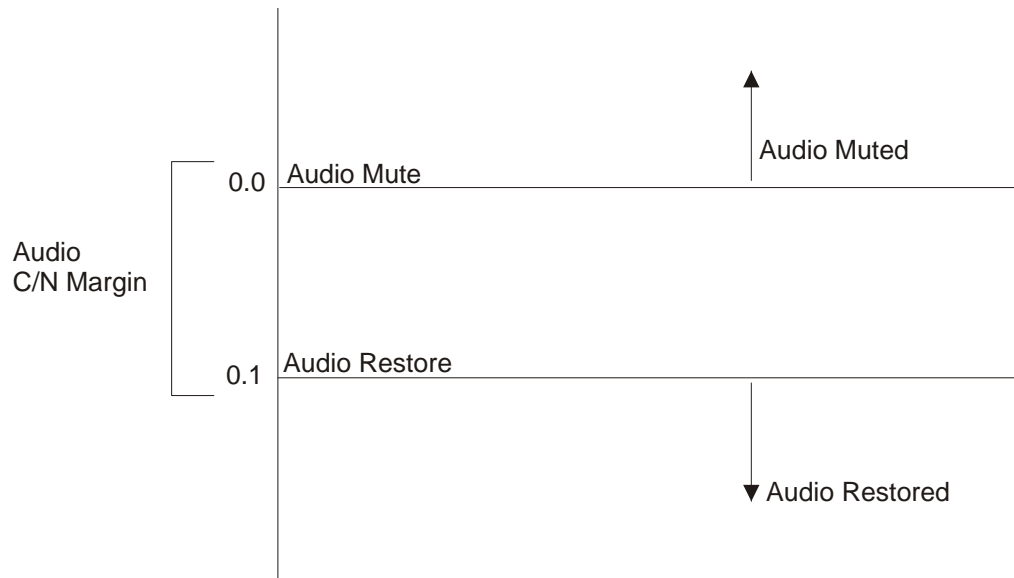 Audio Muted
0.0 Audio Mute
Audio
C/N Margin
0.1 Audio Restore
Audio Restored